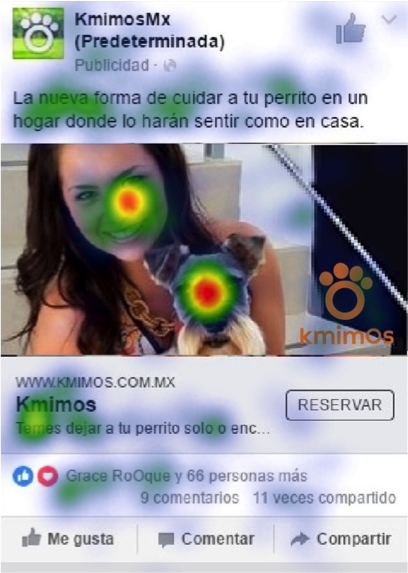 KmimosMx
(Predeterminada)
Publicidad ·
La nueva forma de cuidar a tu perrito en un
hogar donde lo harán sentir como en casa.
kmimos
WWW.KMIMOS.COM.MX
Kmimos
RESERVAR
Temes dejar a tu perrito solo o enc...
Grace RoOque y 66 personas más
9 comentarios 11 veces compartido
Me gusta Comentar Compartir